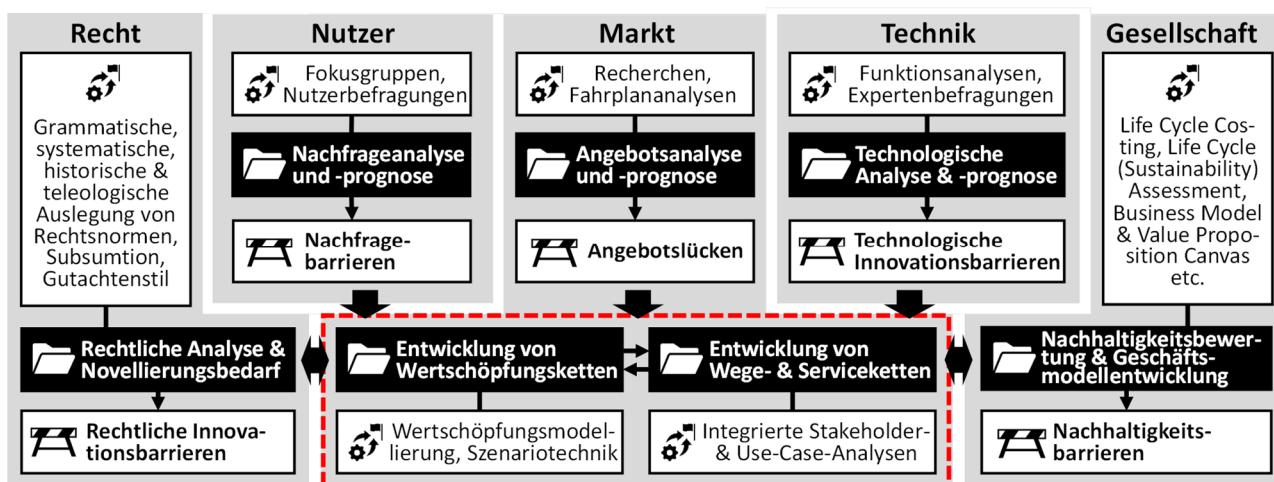 Recht
Grammatische,
systematische,
historische &
teleologische
Auslegung von
Rechtsnormen,
Subsumtion,
Gutachtenstil
Rechtliche Analyse &
Novellierungsbedarf
Rechtliche Innova-
tionsbarrieren
Nutzer
Fokusgruppen,
Nutzerbefragungen
Nachfrageanalyse
und -prognose
Nachfrage-
barrieren
Markt
Recherchen,
Fahrplananalysen
Angebotsanalyse
und -prognose
Angebotslücken
Technik
Funktionsanalysen,
Expertenbefragungen
Technologische
Analyse & -prognose
Technologische
Innovationsbarrieren
Entwicklung von
Wertschöpfungsketten
Wertschöpfungsmodel-
lierung, Szenariotechnik
Entwicklung von
Wege- & Serviceketten
Integrierte Stakeholder-
& Use-Case-Analysen
Gesellschaft
Life Cycle Cos-
ting, Life Cycle
(Sustainability)
Assessment,
Business Model
& Value Propo-
sition Canvas
etc.
Nachhaltigkeitsbewer-
tung & Geschäfts-
modellentwicklung
Nachhaltigkeits-
barrieren